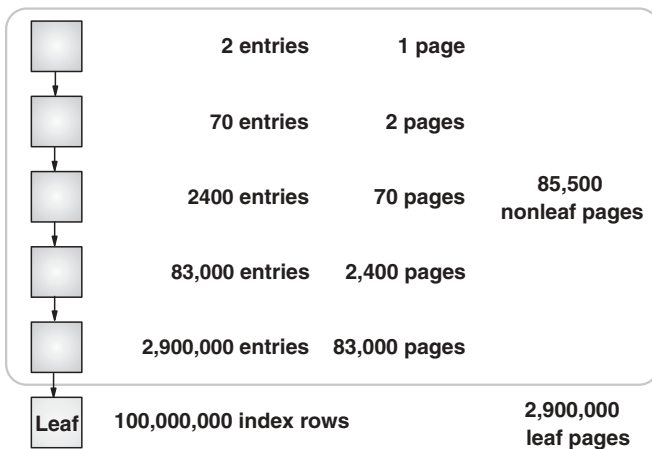 2 entries 1 page
70 entries 2 pages
2400 entries 70 pages
85,500
nonleaf pages
83,000 entries 2,400 pages
2,900,000 entries 83,000 pages
Leaf 100,000,000 index rows
2,900,000
leaf pages